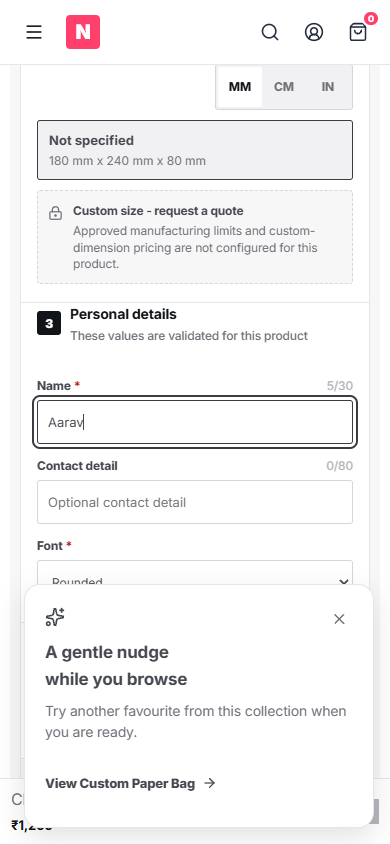 N
0
MM CM IN
Not specified
180 mm x 240 mm x 80 mm
Custom size - request a quote
Approved manufacturing limits and custom-
dimension pricing are not configured for this
product.
3 Personal details
These values are validated for this product
Name * 5/30
Aarav
Contact detail 0/80
Optional contact detail
Font *
Rounded
A gentle nudge
while you browse
Try another favourite from this collection when
you are ready.
View Custom Paper Bag